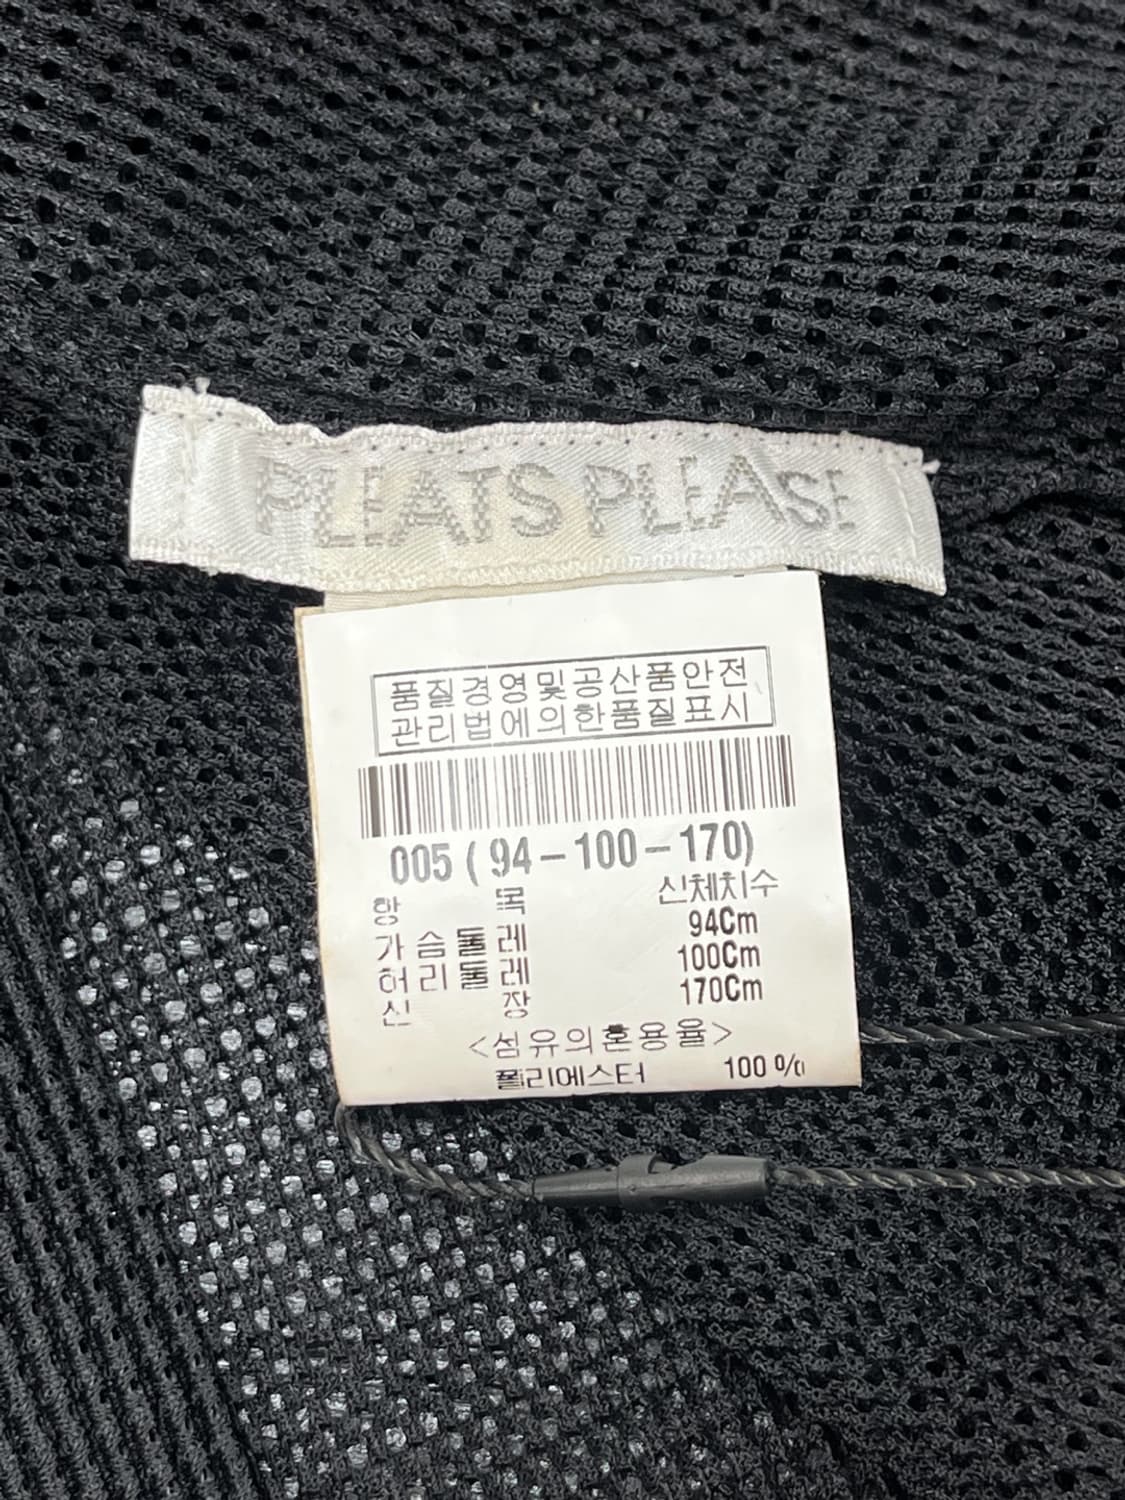 PLEATS PLEASE
품질경영및공산품안전
관리법에의한품질표시
005 ( 94-100-170)
항 목 신체치수
가슴둘레 94Cm
허리둘레 100Cm
신 장 170Cm
<섬유의혼용율>
폴리에스터 100%